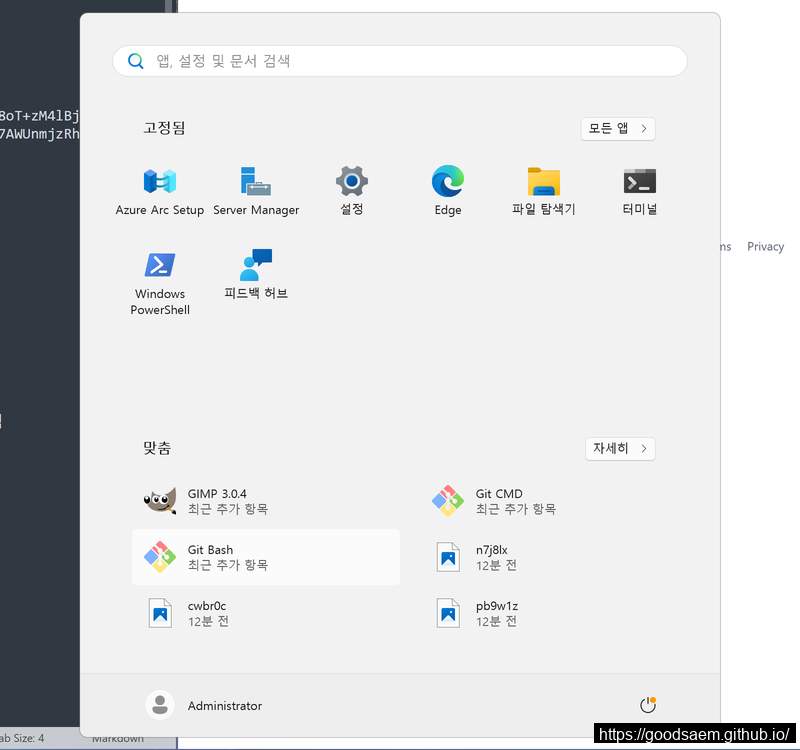 앱, 설정 및 문서 검색
8oT+zM4lBj
7AWUnmjzRh
고정됨
모든 앱
Azure Arc Setup
Server Manager
설정
Edge
파일 탐색기
터미널
ms Privacy
Windows
PowerShell
피드백 허브
맞춤
자세히
GIMP 3.0.4
최근 추가 항목
Git CMD
최근 추가 항목
Git Bash
최근 추가 항목
n7j8lx
12분 전
cwbr0c
12분 전
pb9w1z
12분 전
Administrator
ab Size: 4
Markdown
https://goodsaem.github.io/